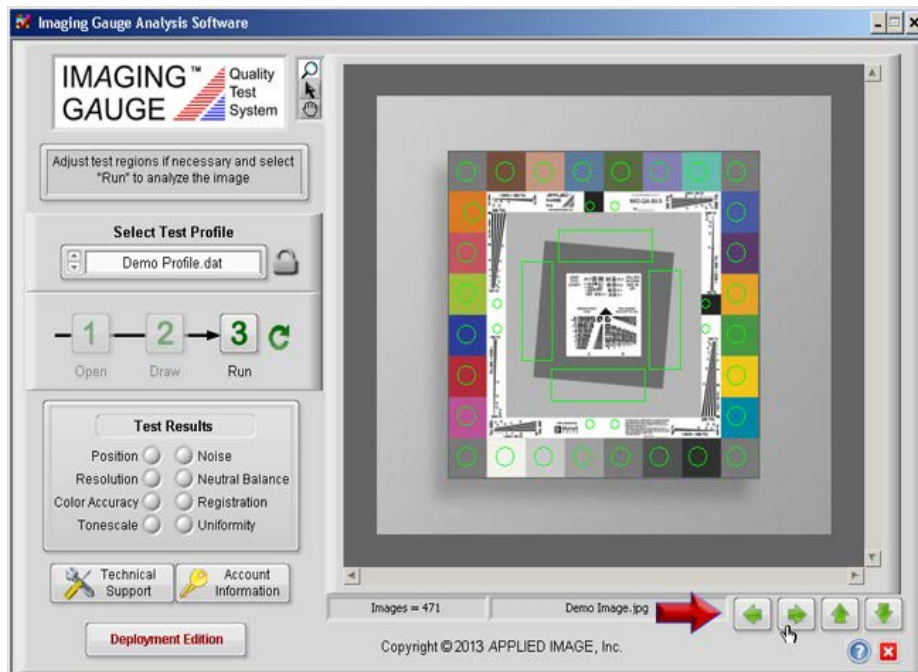 Imaging Gauge Analysis Software
IMAGING™
GAUGE
Quality
Test
System
Adjust test regions if necessary and select
"Run" to analyze the image
Select Test Profile
Demo Profile.dat
1
2
3
Open
Draw
Run
Test Results
Position
Noise
Resolution
Neutral Balance
Color Accuracy
Registration
Tonescale
Uniformity
Technical
Support
Account
Information
Deployment Edition
APPLIED
IMAGE
Images = 471
Demo Image.jpg
Copyright © 2013 APPLIED IMAGE, Inc.